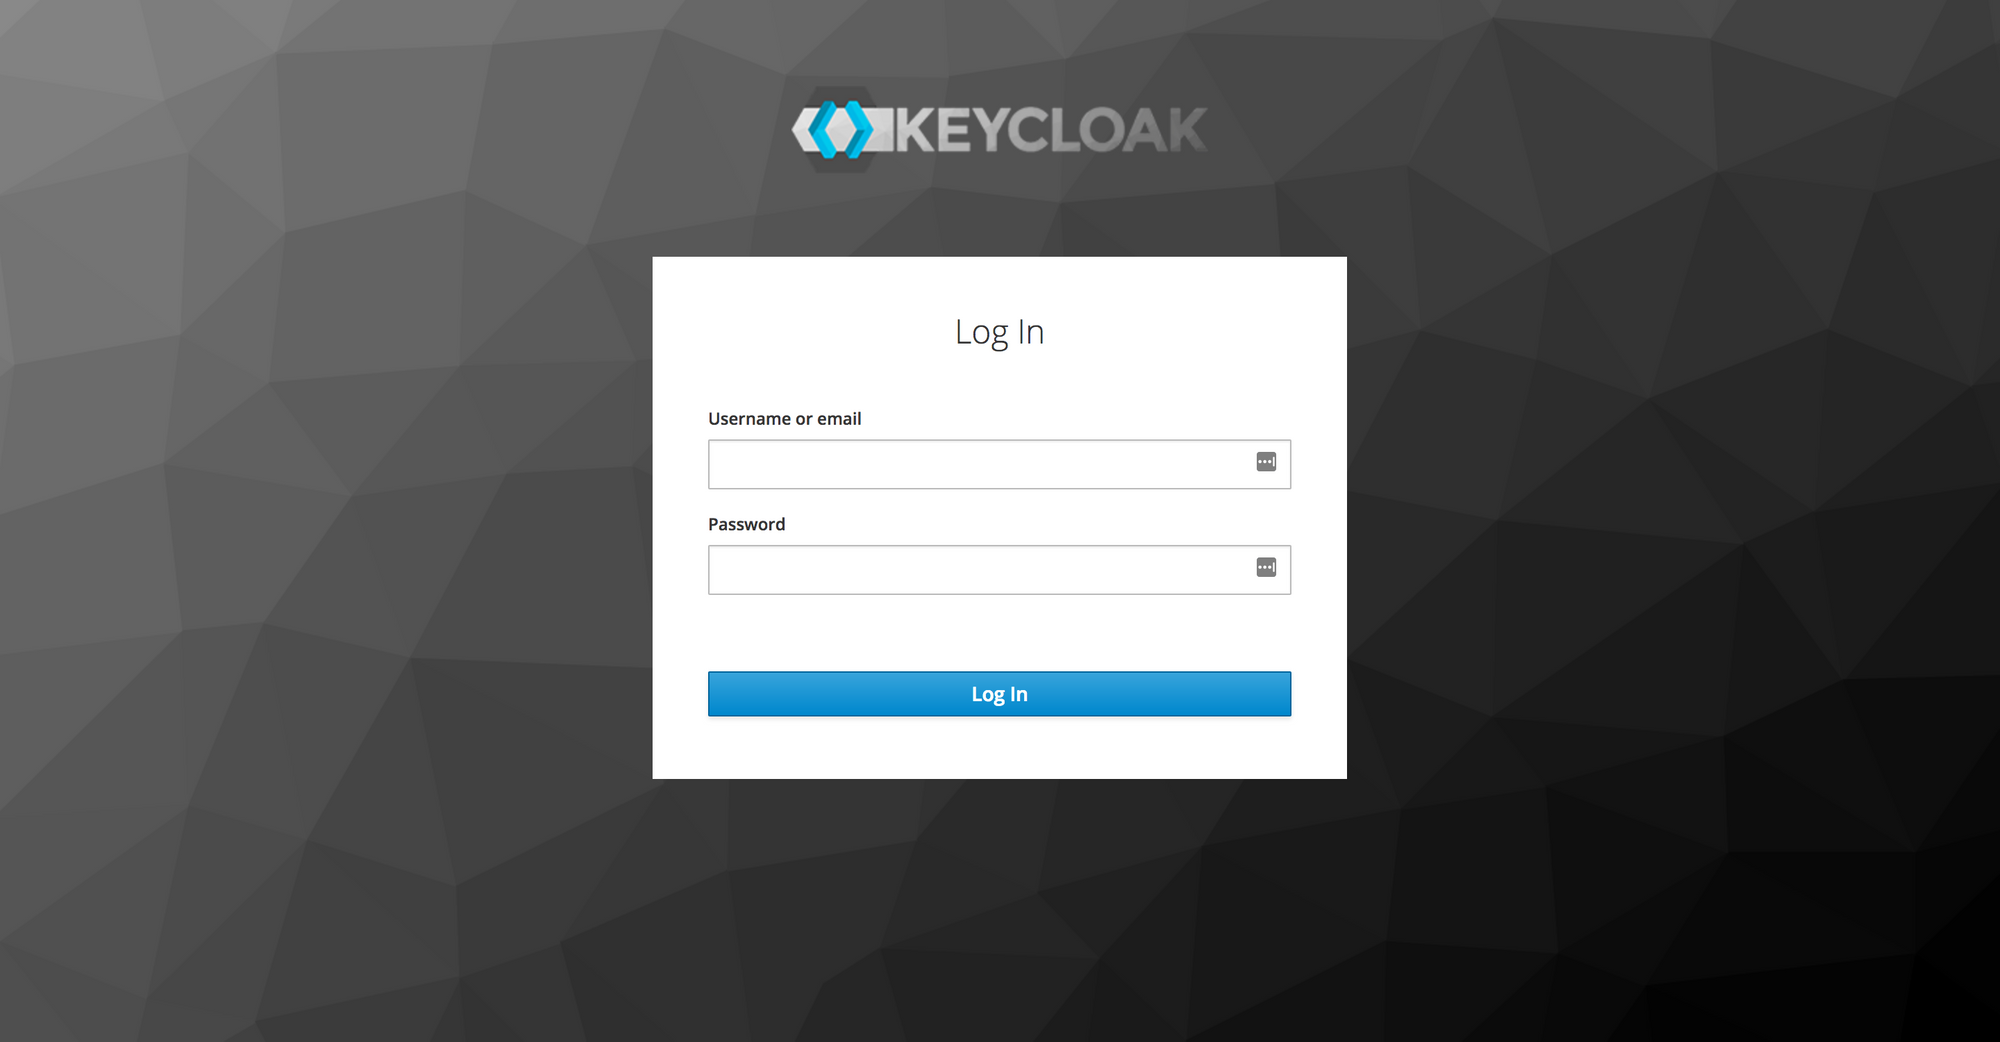 KEYCLOAK
Log In
Username or email
Password
Log In